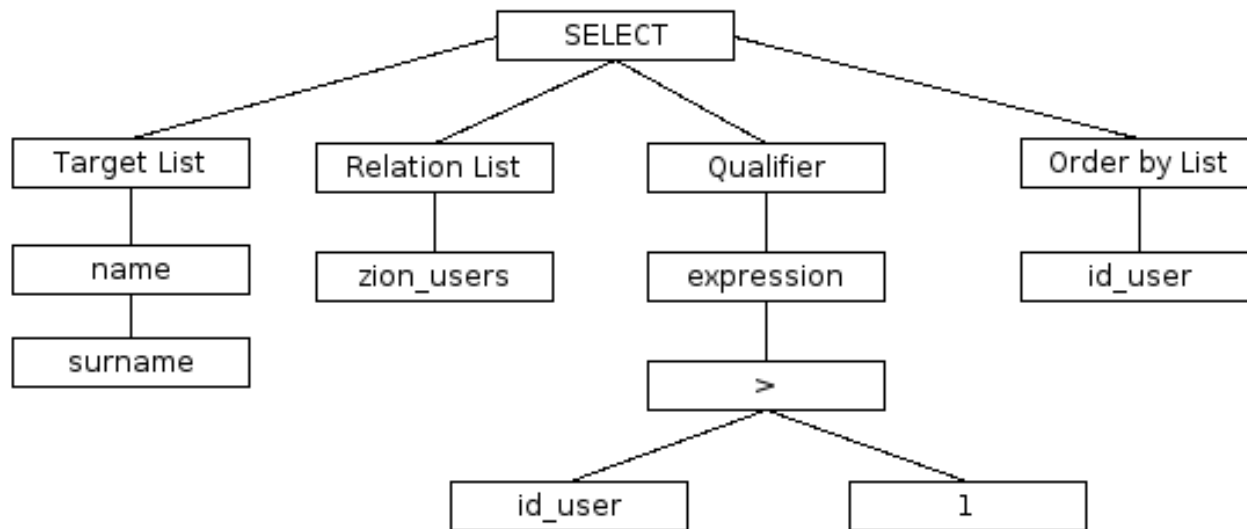 SELECT
Target List
Relation List
Qualifier
Order by List
name
zion_users
expression
id_user
surname
>
id_user
1